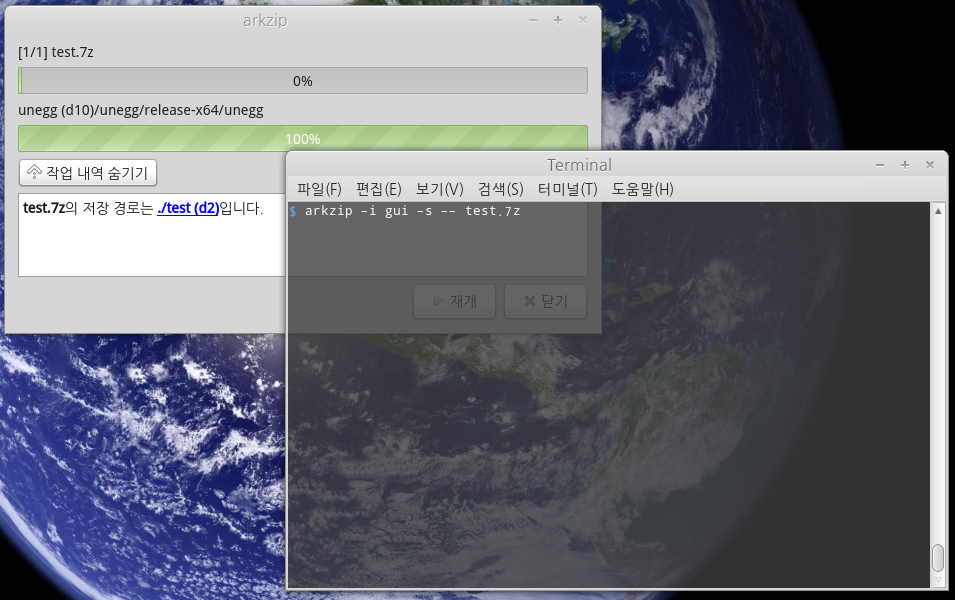 arkzip
[1/1] test.7z
0%
unegg (d10)/unegg/release-x64/unegg
100%
작업 내역 숨기기
test.7z의 저장 경로는 ./test (d2)입니다.
재개 닫기
Terminal
파일(F) 편집(E) 보기(V) 검색(S) 터미널(T) 도움말(H)
$ arkzip -i gui -s -- test.7z